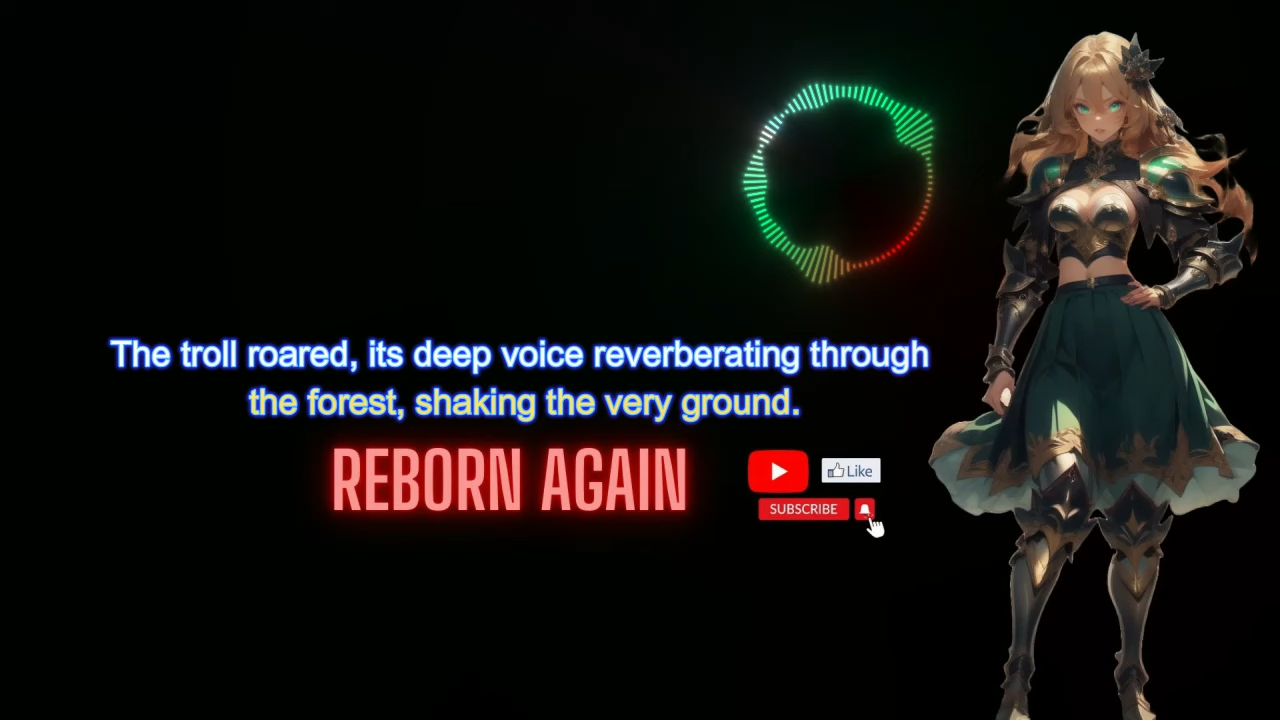 The troll roared, its deep voice reverberating through
the forest, shaking the very ground.
REBORN AGAIN
Like
SUBSCRIBE